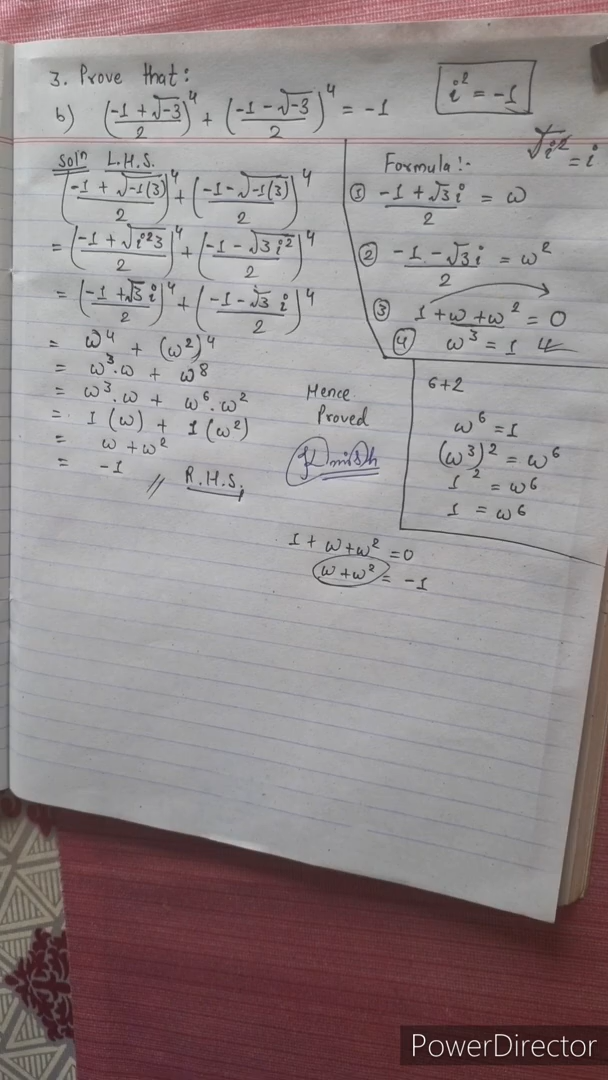 3. Prove that:
b) ((-1 + √-3)/2)^4 + ((-1 - √-3)/2)^4 = -1
i² = -1
√i² = i
Soln L.H.S.
((-1 + √-1(3))/2)^4 + ((-1 - √-1(3))/2)^4
= ((-1 + √i²3)/2)^4 + ((-1 - √3i²)/2)^4
= ((-1 + √3 i)/2)^4 + ((-1 - √3 i)/2)^4
= ω^4 + (ω²)^4
= ω³.ω + ω^8
= ω³.ω + ω^6.ω²
= 1(ω) + 1(ω²)
= ω + ω²
= -1 // R.H.S.
Hence
Proved
Formula:-
① (-1 + √3 i)/2 = ω
② (-1 - √3 i)/2 = ω²
③ 1 + ω + ω² = 0
④ ω³ = 1
6+2
ω^6 = 1
(ω³)² = ω^6
1² = ω^6
1 = ω^6
1 + ω + ω² = 0
ω + ω² = -1
PowerDirector